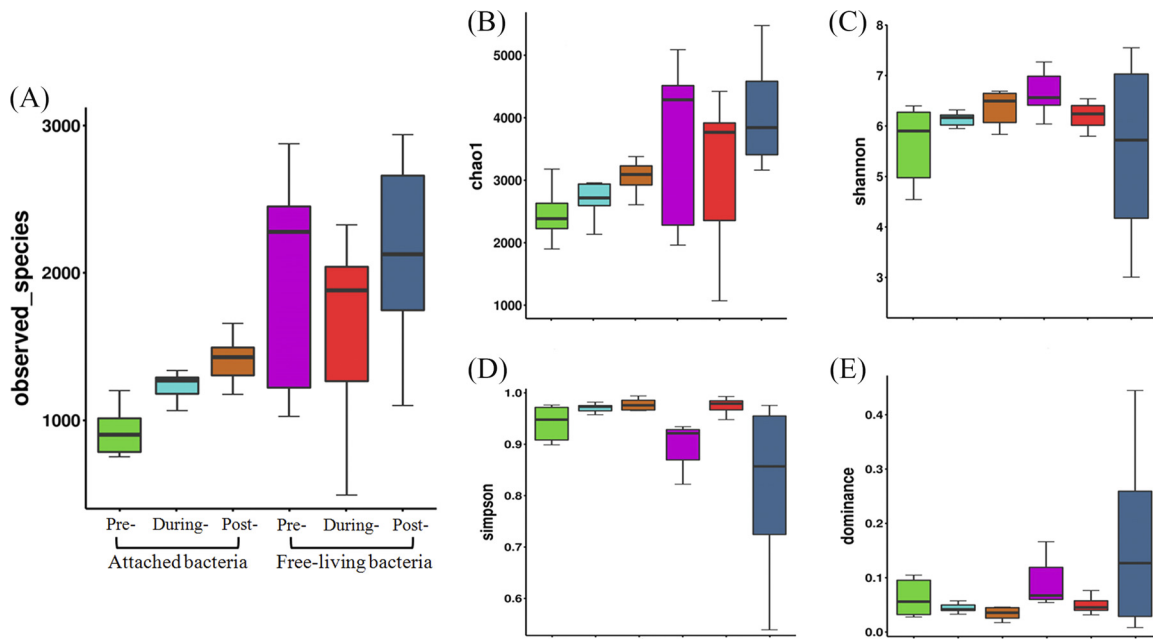 (A)
observed_species
3000
2000
1000
Pre- During- Post- Pre- During- Post-
Attached bacteria Free-living bacteria
(B)
chao1
5000
4000
3000
2000
1000
(C)
shannon
8
7
6
5
4
3
(D)
simpson
1.0
0.9
0.8
0.7
0.6
(E)
dominance
0.4
0.3
0.2
0.1
0.0